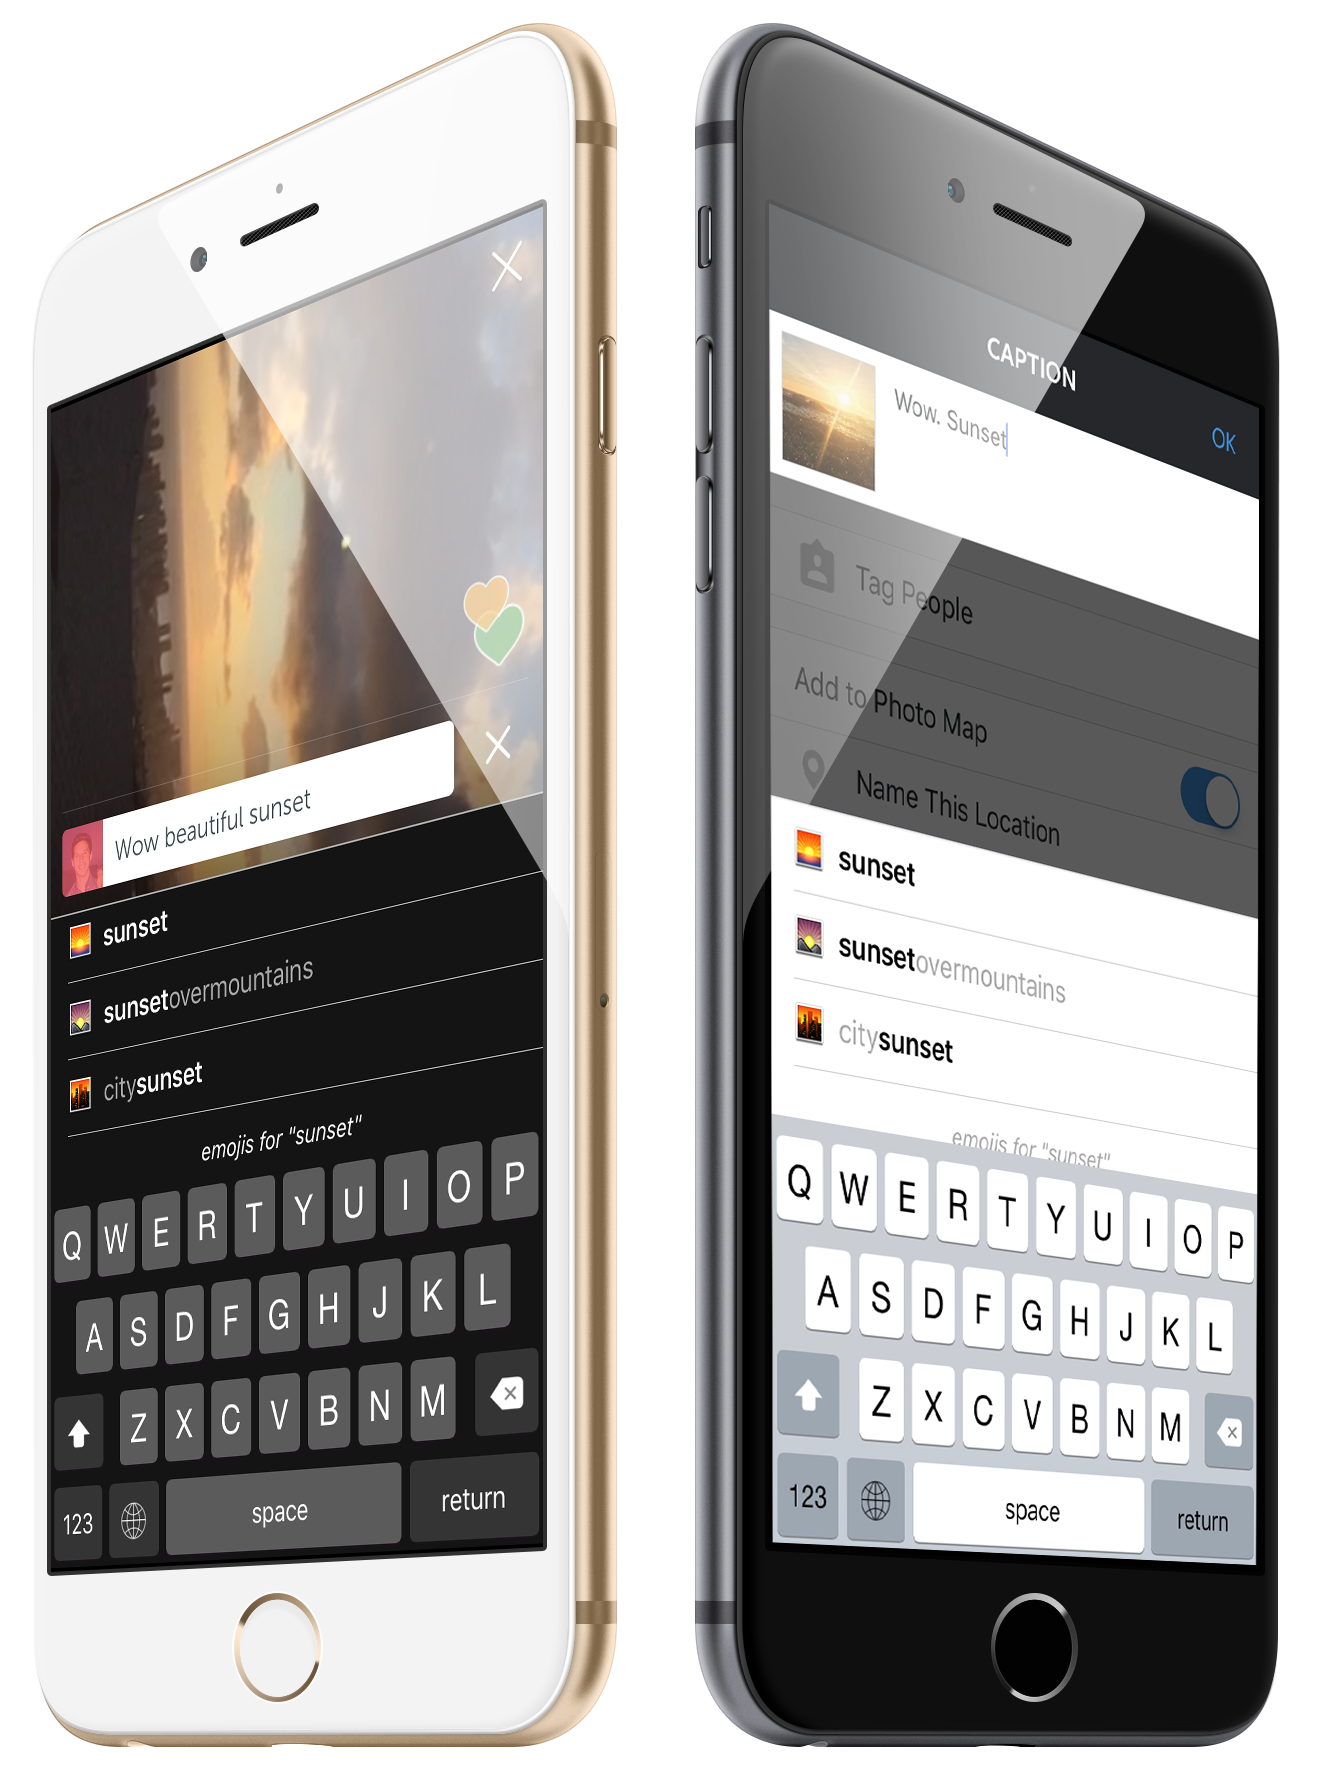 Wow beautiful sunset
sunset
sunsetovermountains
citysunset
emojis for "sunset"
Q W E R T Y U I O P
A S D F G H J K L
Z X C V B N M
123 space return
CAPTION
OK
Wow. Sunset
Tag People
Add to Photo Map
Name This Location
sunset
sunsetovermountains
citysunset
emojis for "sunset"
Q W E R T Y U I O P
A S D F G H J K L
Z X C V B N M
123 space return